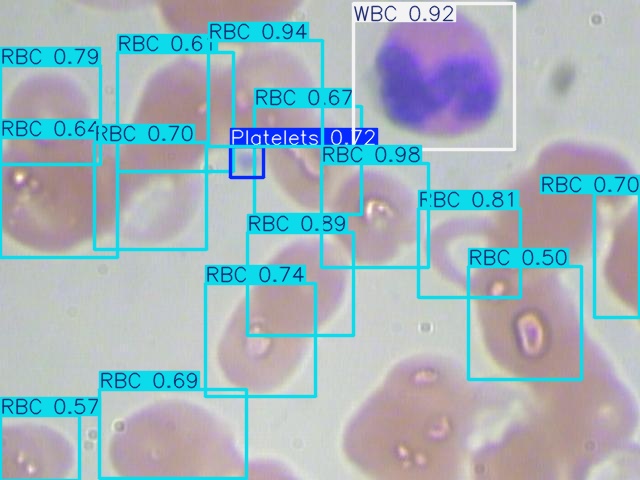 WBC 0.92
RBC 0.94
RBC 0.6
RBC 0.79
RBC 0.67
RBC 0.64
RBC 0.70
Platelets 0.72
RBC 0.98
RBC 0.70
RBC 0.81
RBC 0.89
RBC 0.50
RBC 0.74
RBC 0.69
RBC 0.57